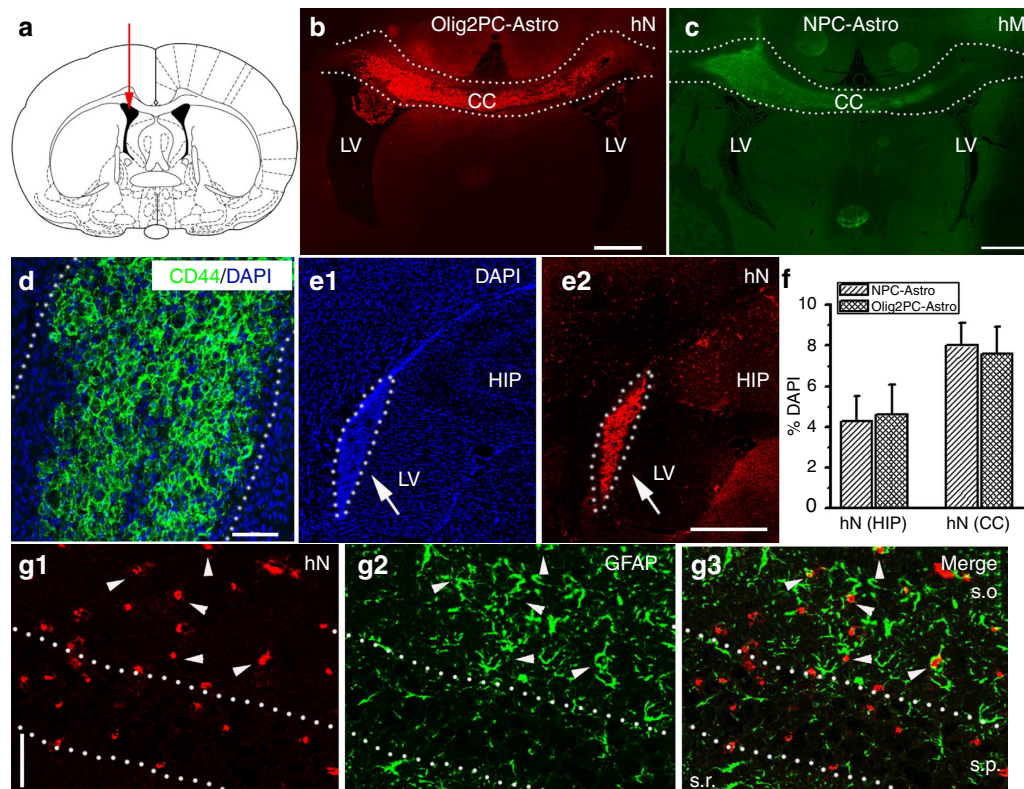 a
b
Olig2PC-Astro
hN
CC
LV
LV
c
NPC-Astro
hM
CC
LV
LV
d
CD44/DAPI
e1
DAPI
HIP
LV
e2
hN
HIP
LV
f
NPC-Astro
Olig2PC-Astro
% DAPI
10
8
6
4
2
0
hN (HIP)
hN (CC)
g1
hN
g2
GFAP
g3
Merge
s.o
s.p.
s.r.